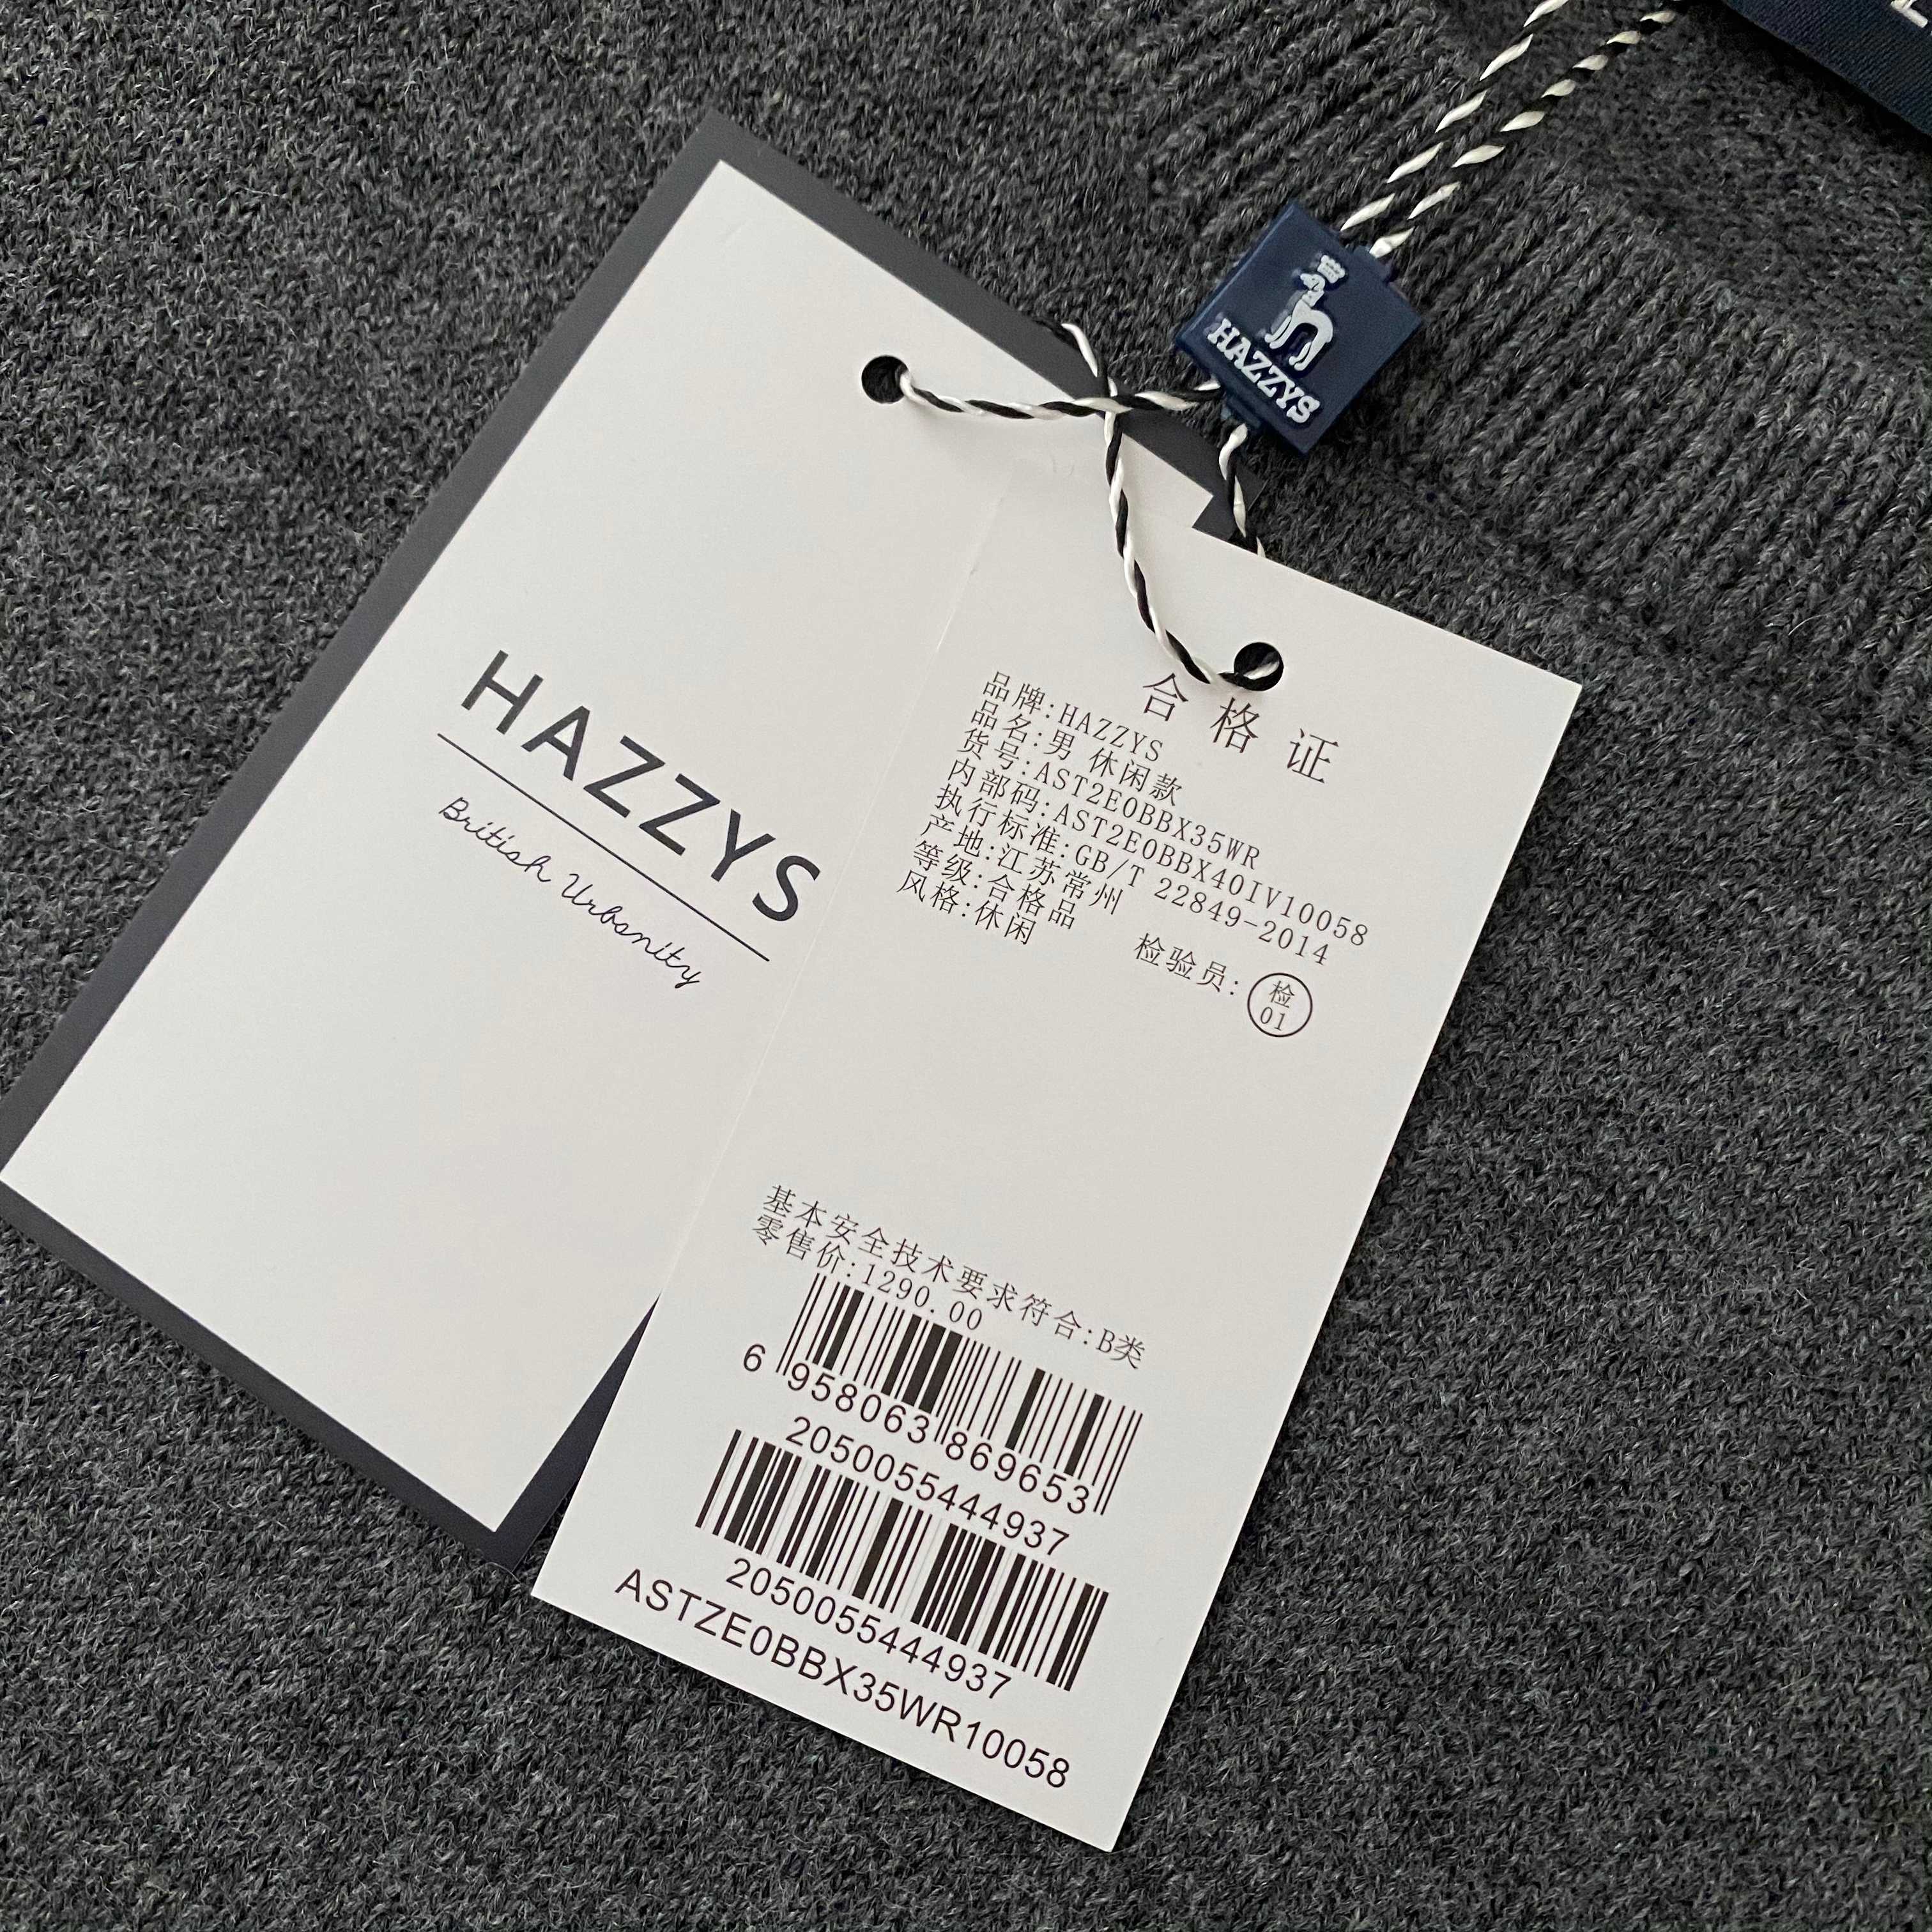 HAZZYS
HAZZYS
British Urbanity
合格证
品牌:HAZZYS
品名:男 休闲款
货号:AST2E0BBX35WR
内部码:AST2E0BBX40IV10058
执行标准:GB/T 22849-2014
产地:江苏常州
等级:合格品
风格:休闲
检验员:
检
01
基本安全技术要求符合:B类
零售价:1290.00
6 958063 869653
2050055444937
2050055444937
ASTZE0BBX35WR10058